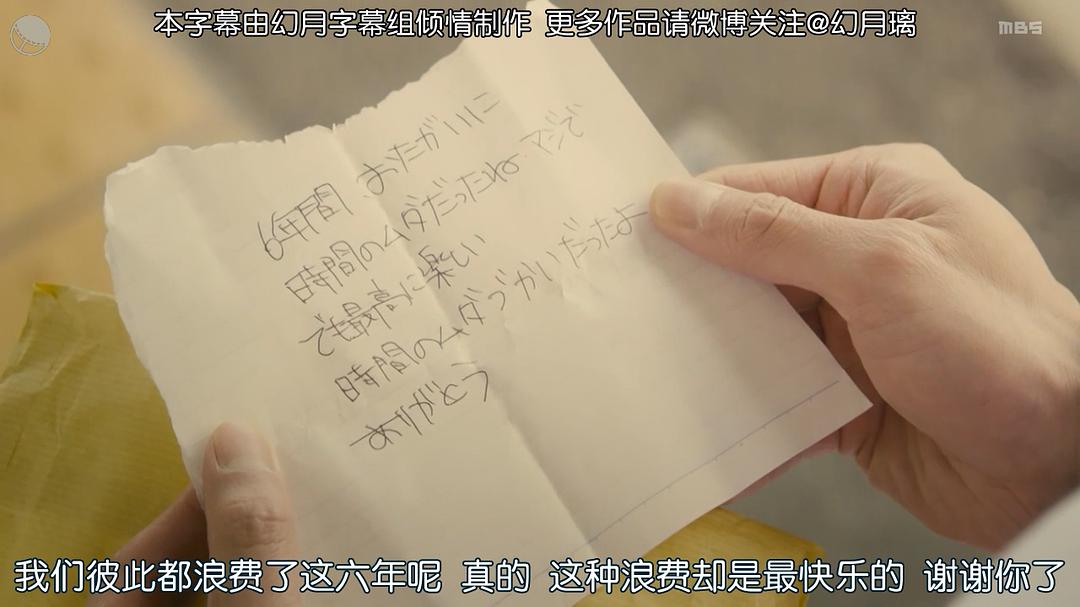 本字幕由幻月字幕组倾情制作 更多作品请微博关注@幻月璃
MBS
6年間 おたがいに
時間のムダだったね マジで
でも最高に楽しい
時間のムダづかいだったよ
ありがとう
我们彼此都浪费了这六年呢 真的 这种浪费却是最快乐的 谢谢你了